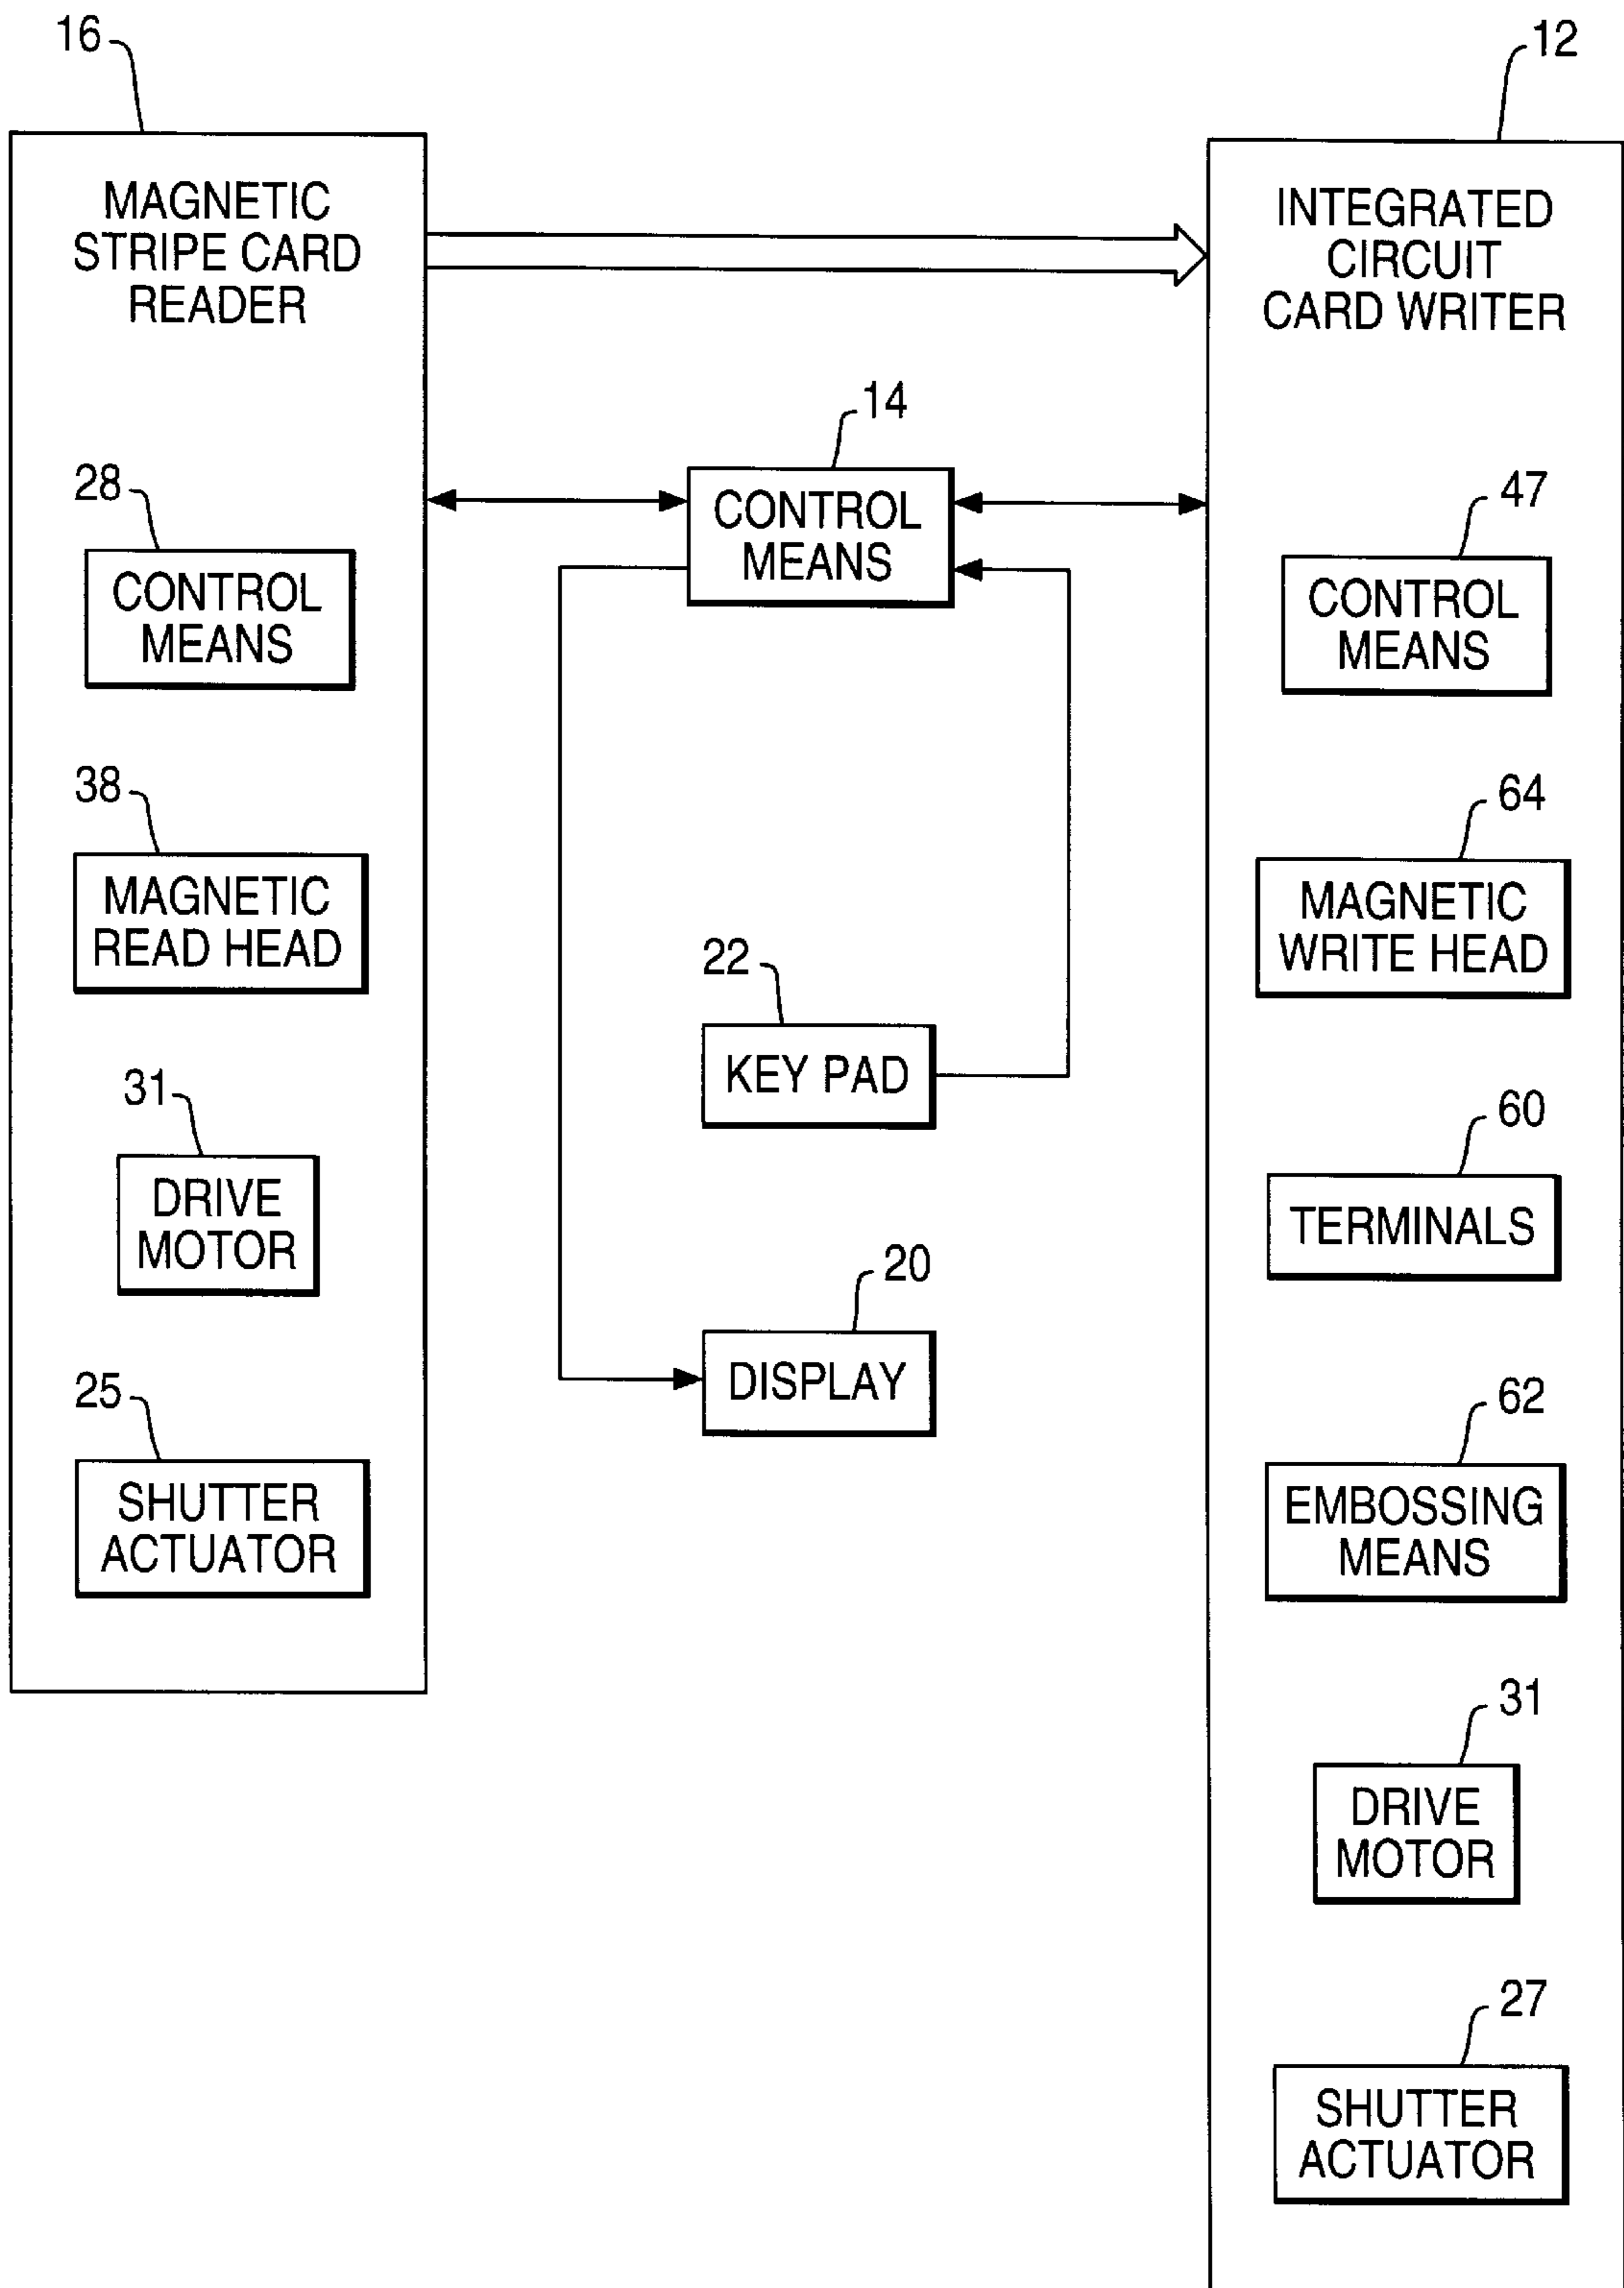 16
12
MAGNETIC
STRIPE CARD
READER
INTEGRATED
CIRCUIT
CARD WRITER
14
CONTROL
MEANS
28
CONTROL
MEANS
47
CONTROL
MEANS
38
MAGNETIC
READ HEAD
64
MAGNETIC
WRITE HEAD
22
KEY PAD
31
DRIVE
MOTOR
60
TERMINALS
20
DISPLAY
25
SHUTTER
ACTUATOR
62
EMBOSSING
MEANS
31
DRIVE
MOTOR
27
SHUTTER
ACTUATOR